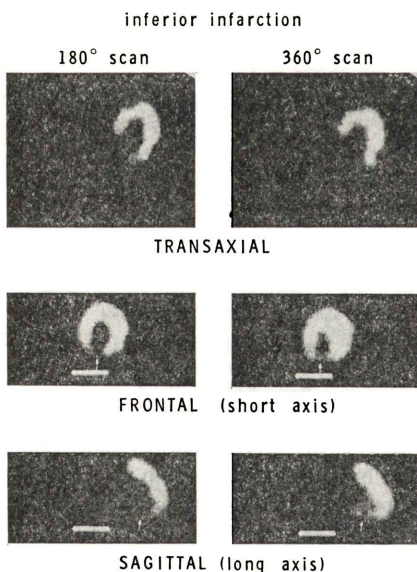 inferior infarction
180° scan
360° scan
TRANSAXIAL
FRONTAL (short axis)
SAGITTAL (long axis)